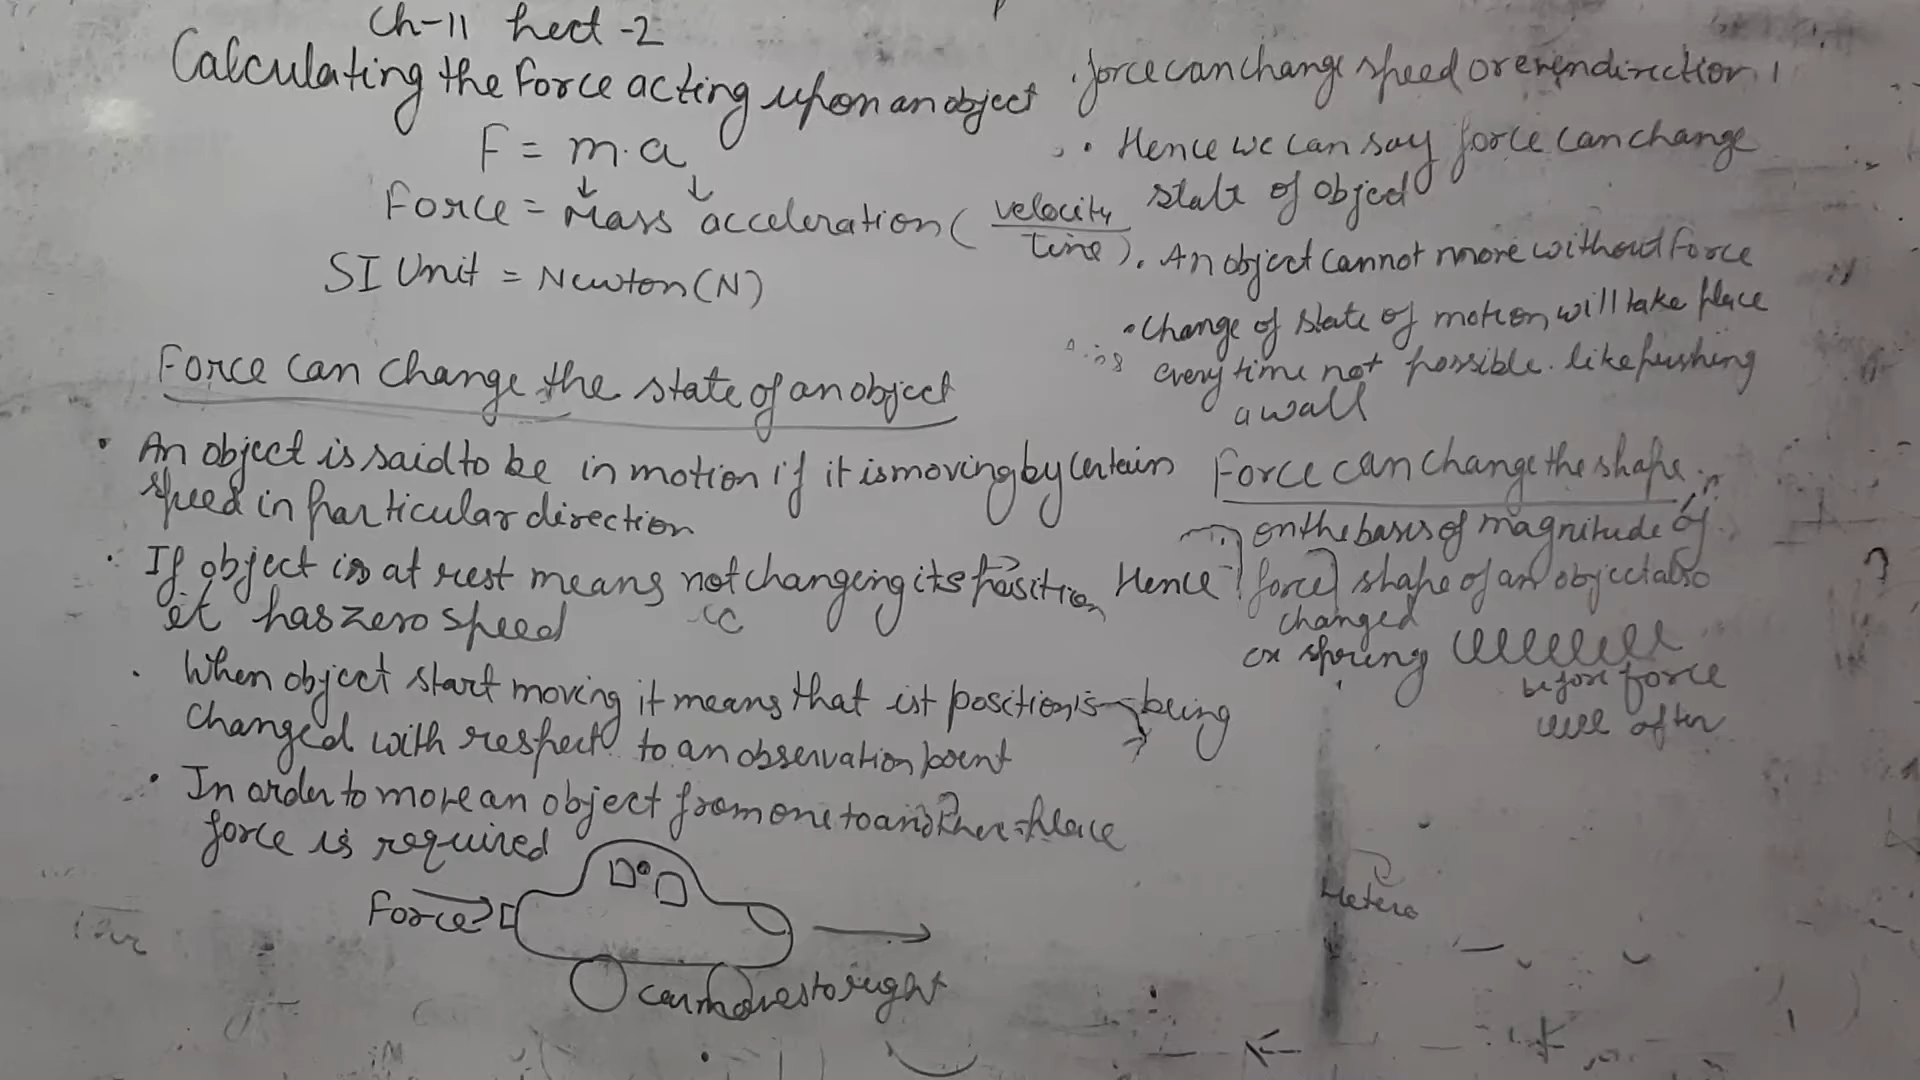 Ch-11 Lect-2
Calculating the Force acting upon an object
F = m.a
Force = Mass acceleration ( velocity
time )
SI Unit = Newton (N)
Force can change the state of an object
• An object is said to be in motion if it is moving by certain
speed in particular direction
• If object is at rest means not changeing its position Hence
it has zero speed
. When object start moving it means that ist position is being
changed with respect to an observation point
• In order to move an object from one to another place
force is required
Force
car moves to right
. force can change speed or even direction
• Hence we can say force can change
state of object
. An object cannot move without Force
• Change of state of motion will take place
every time not possible. like pushing
a wall
Force can change the shape
on the basis of magnitude of
force shape of an object also
changed
ex spring
before force
after
Hetero